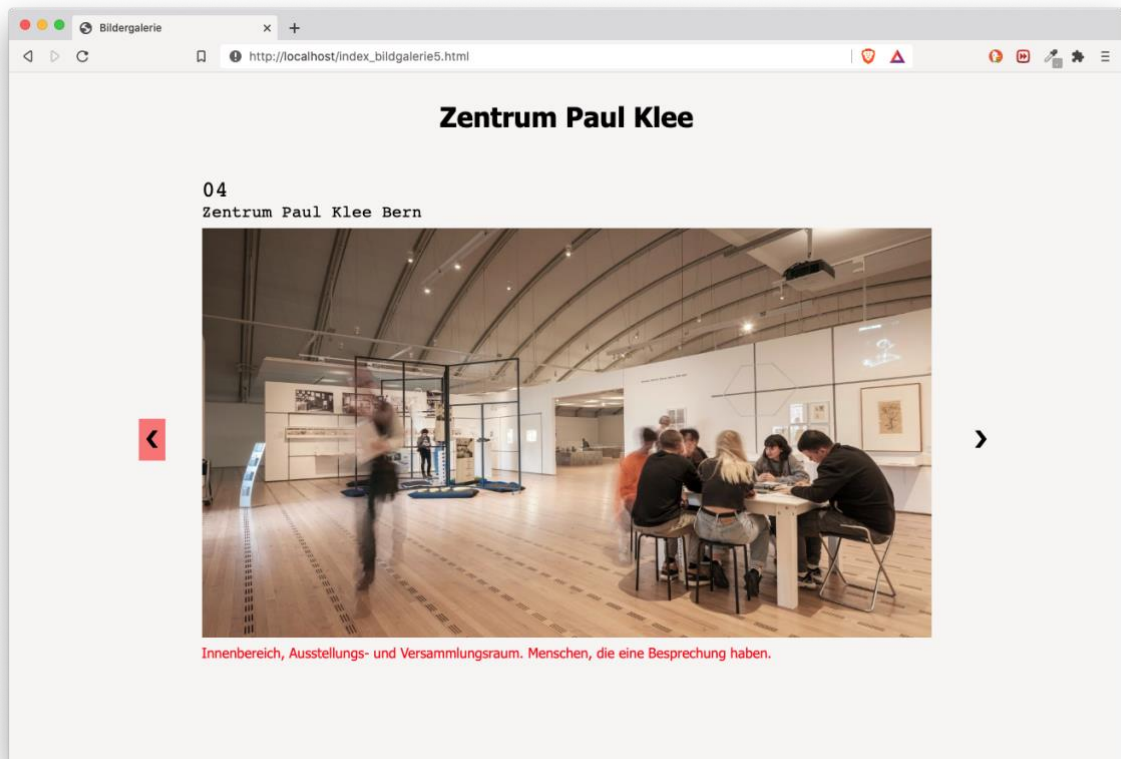 Bildergalerie
http://localhost/index_bildgalerie5.html
Zentrum Paul Klee
04
Zentrum Paul Klee Bern
Innenbereich, Ausstellungs- und Versammlungsraum. Menschen, die eine Besprechung haben.